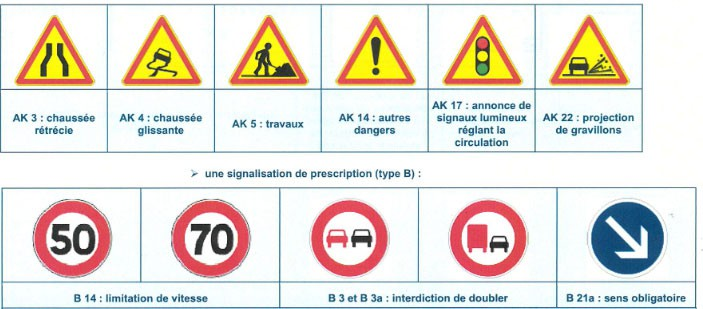 AK 3 : chaussée
rétrécie
AK 4 : chaussée
glissante
AK 5 : travaux
AK 14 : autres
dangers
AK 17 : annonce de
signaux lumineux
réglant la
circulation
AK 22 : projection
de gravillons
➢ une signalisation de prescription (type B) :
50
70
B 14 : limitation de vitesse
B 3 et B 3a : interdiction de doubler
B 21a : sens obligatoire